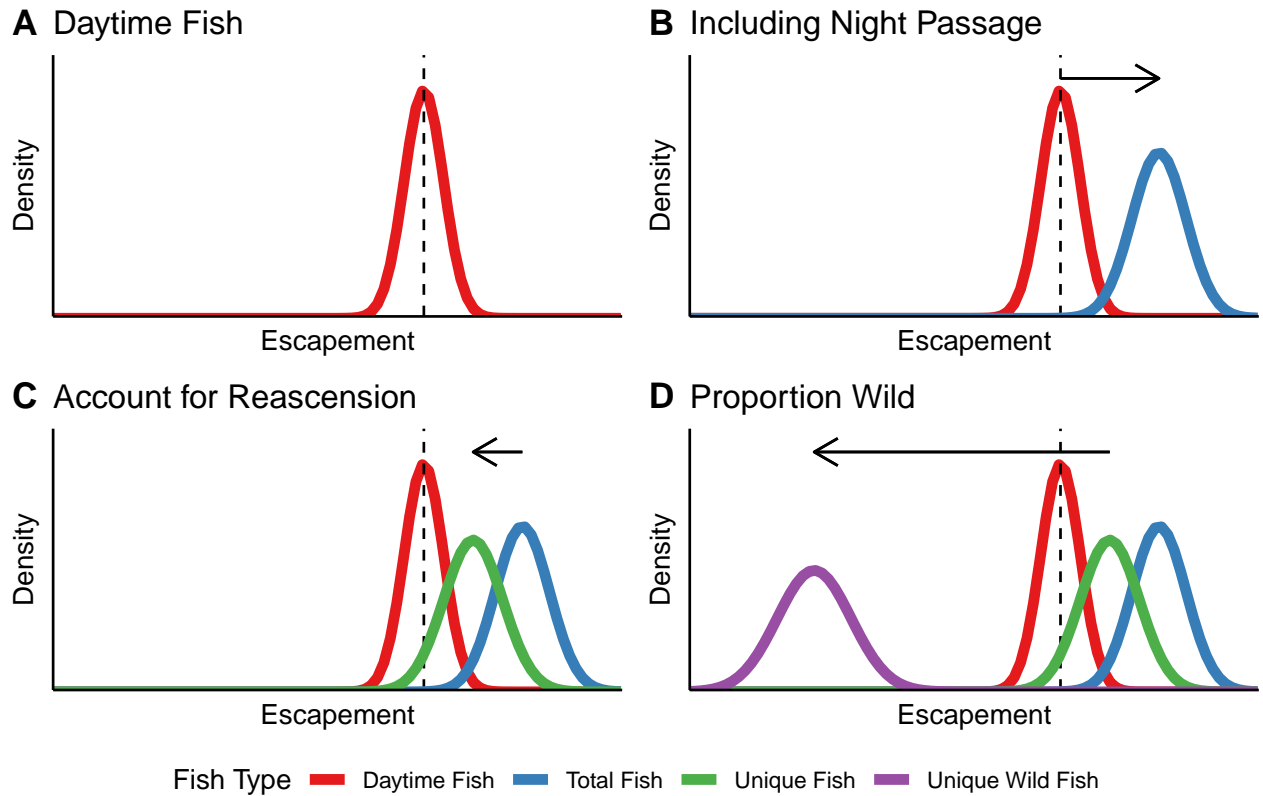 A Daytime Fish
Density
Escapement
B Including Night Passage
Density
Escapement
C Account for Reascension
Density
Escapement
D Proportion Wild
Density
Escapement
Fish Type Daytime Fish Total Fish Unique Fish Unique Wild Fish